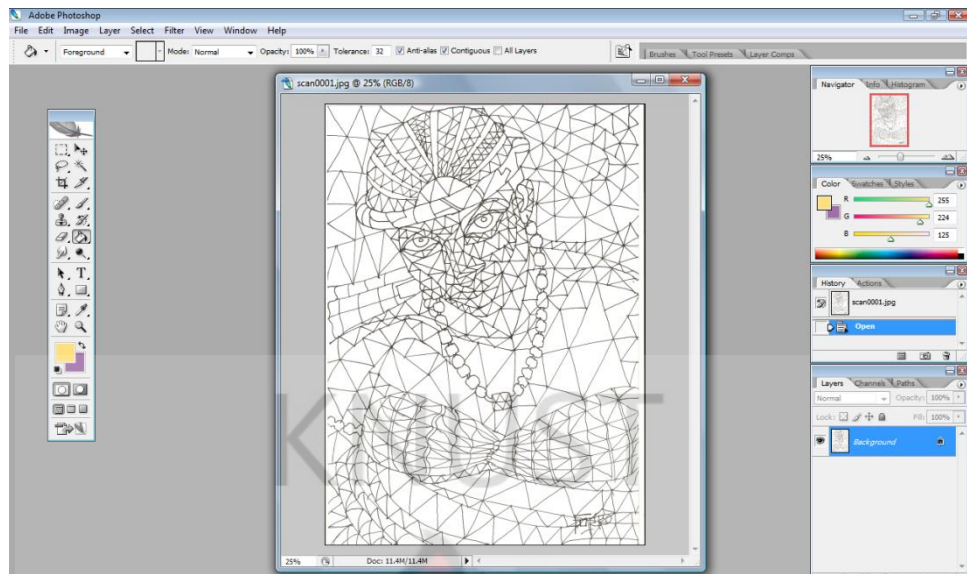 Adobe Photoshop
File Edit Image Layer Select Filter View Window Help
Foreground Mode: Normal Opacity: 100% Tolerance: 32 Anti-alias Contiguous All Layers
Brushes Tool Presets Layer Comps
scan0001.jpg @ 25% (RGB/8)
Navigator Info Histogram
25%
Color Swatches Styles
R 255
G 224
B 125
History Actions
scan0001.jpg
Open
Layers Channels Paths
Normal Opacity: 100%
Lock: Fill: 100%
Background
KNUST
25% Doc: 11.4M/11.4M